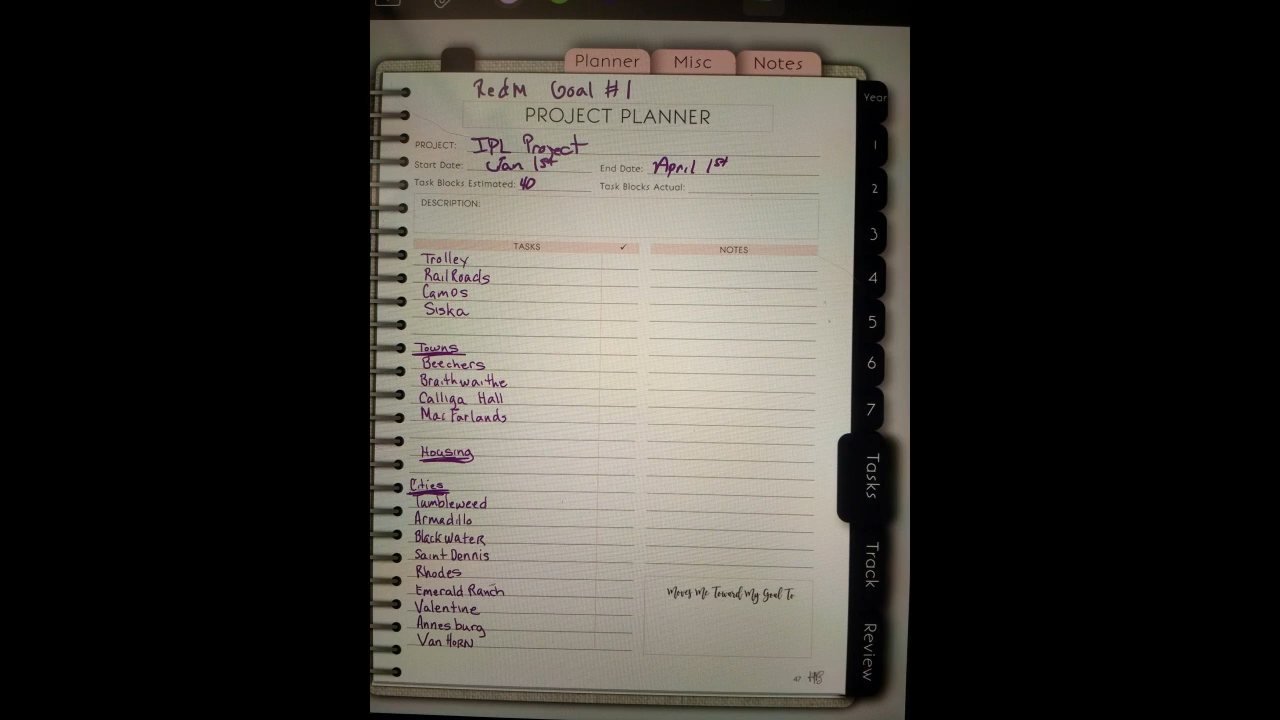 Planner Misc Notes
RedM Goal #1
PROJECT PLANNER
PROJECT: IPL Project
Start Date: Jan 1st End Date: April 1st
Task Blocks Estimated: 40 Task Blocks Actual:
DESCRIPTION:
TASKS ✓ NOTES
Trolley
RailRoads
Camos
Siska
Towns
Beechers
Braithwaithe
Calliga Hall
MacFarlands
Housing
Cities
Tumbleweed
Armadillo
BlackwateR
Saint Dennis
Rhodes
Emerald Ranch
Valentine
Annesburg
Van HoRN
Moves Me Toward My Goal To
Year
1
2
3
4
5
6
7
Tasks
Track
Review